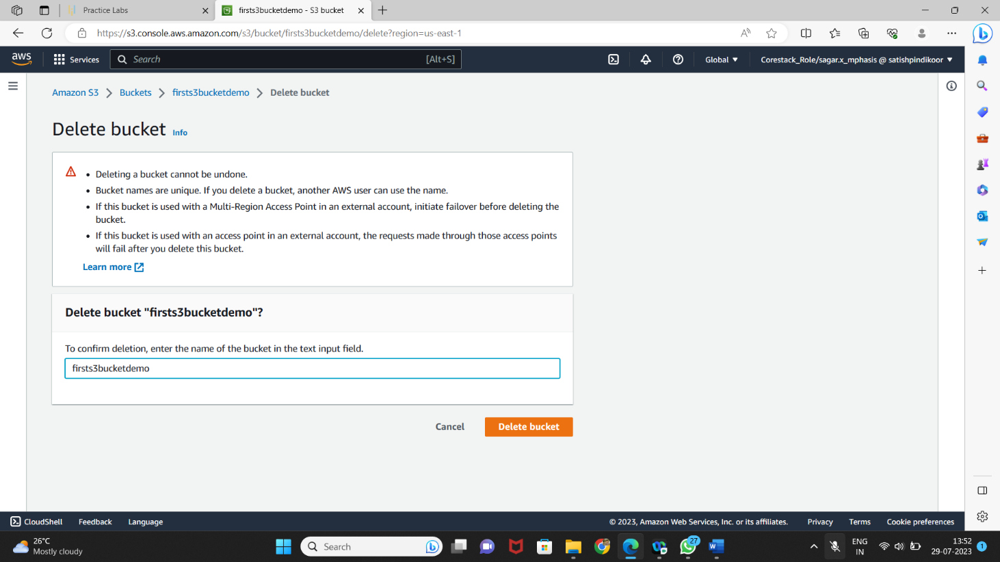 Practice Labs
firsts3bucketdemo - S3 bucket
https://s3.console.aws.amazon.com/s3/bucket/firsts3bucketdemo/delete?region=us-east-1
aws
Services
Search
[Alt+S]
Global
Corestack_Role/sagar.x_mphasis @ satishpindikoor
Amazon S3 > Buckets > firsts3bucketdemo > Delete bucket
Delete bucket Info
• Deleting a bucket cannot be undone.
• Bucket names are unique. If you delete a bucket, another AWS user can use the name.
• If this bucket is used with a Multi-Region Access Point in an external account, initiate failover before deleting the
bucket.
• If this bucket is used with an access point in an external account, the requests made through those access points
will fail after you delete this bucket.
Learn more
Delete bucket "firsts3bucketdemo"?
To confirm deletion, enter the name of the bucket in the text input field.
firsts3bucketdemo
Cancel
Delete bucket
CloudShell
Feedback
Language
© 2023, Amazon Web Services, Inc. or its affiliates.
Privacy
Terms
Cookie preferences
26°C
Mostly cloudy
Search
27
ENG
IN
13:52
29-07-2023
1